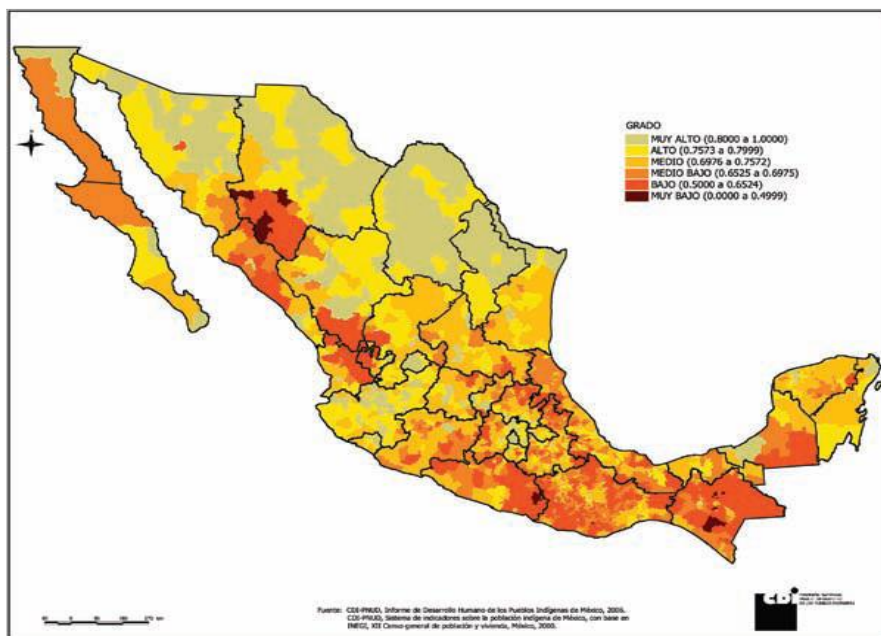 GRADO
MUY ALTO (0.8000 a 1.0000)
ALTO (0.7573 a 0.7999)
MEDIO (0.6976 a 0.7572)
MEDIO BAJO (0.6525 a 0.6975)
BAJO (0.5000 a 0.6524)
MUY BAJO (0.0000 a 0.4999)
Fuente: CDI-PNUD, Informe de Desarrollo Humano de los Pueblos Indígenas de México, 2006.
CDI-PNUD, Sistema de indicadores sobre la población indígena de México, con base en
INEGI, XII Censo general de población y vivienda, México, 2000.
CDI